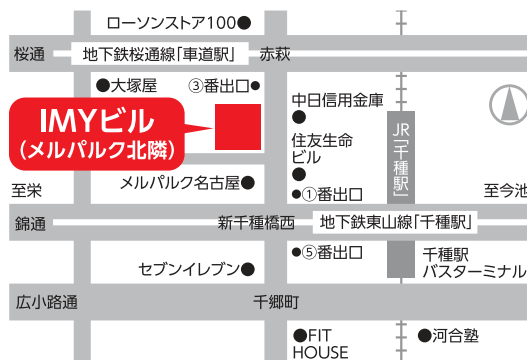 ローソンストア100
桜通
地下鉄桜通線「車道駅」
赤萩
大塚屋
③番出口
中日信用金庫
IMYビル
(メルパルク北隣)
住友生命
ビル
JR「千種駅」
メルパルク名古屋
①番出口
至栄
至今池
錦通
新千種橋西
地下鉄東山線「千種駅」
⑤番出口
千種駅
バスターミナル
セブンイレブン
広小路通
千郷町
FIT
HOUSE
河合塾